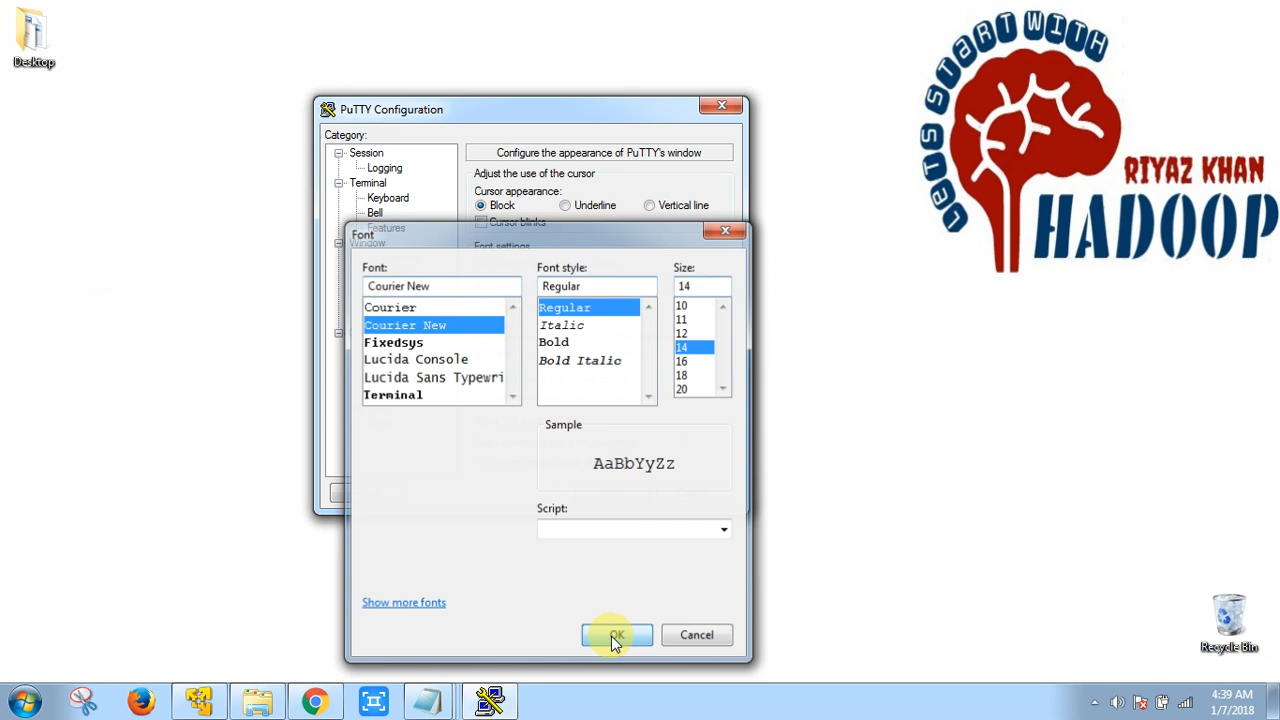 Desktop
LETS START WITH
RIYAZ KHAN
HADOOP
PuTTY Configuration
Category:
Session
Logging
Terminal
Keyboard
Bell
Features
Window
Configure the appearance of PuTTY's window
Adjust the use of the cursor
Cursor appearance:
Block
Underline
Vertical line
Cursor blinks
Font settings
Font
Font:
Font style:
Size:
Courier New
Regular
14
Courier
Courier New
Fixedsys
Lucida Console
Lucida Sans Typewri
Terminal
Regular
Italic
Bold
Bold Italic
10
11
12
14
16
18
20
Sample
AaBbYyZz
Script:
Show more fonts
OK
Cancel
Recycle Bin
4:39 AM
1/7/2018